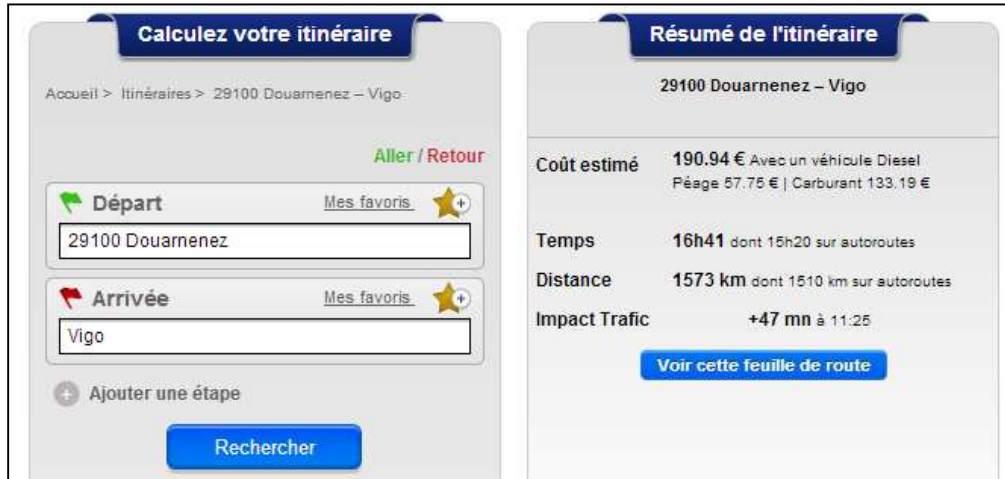 Calculez votre itinéraire
Accueil > Itinéraires > 29100 Douarnenez – Vigo
Aller / Retour
Départ Mes favoris
29100 Douarnenez
Arrivée Mes favoris
Vigo
Ajouter une étape
Rechercher
Résumé de l'itinéraire
29100 Douarnenez – Vigo
Coût estimé 190.94 € Avec un véhicule Diesel
Péage 57.75 € | Carburant 133.19 €
Temps 16h41 dont 15h20 sur autoroutes
Distance 1573 km dont 1510 km sur autoroutes
Impact Trafic +47 mn à 11:25
Voir cette feuille de route